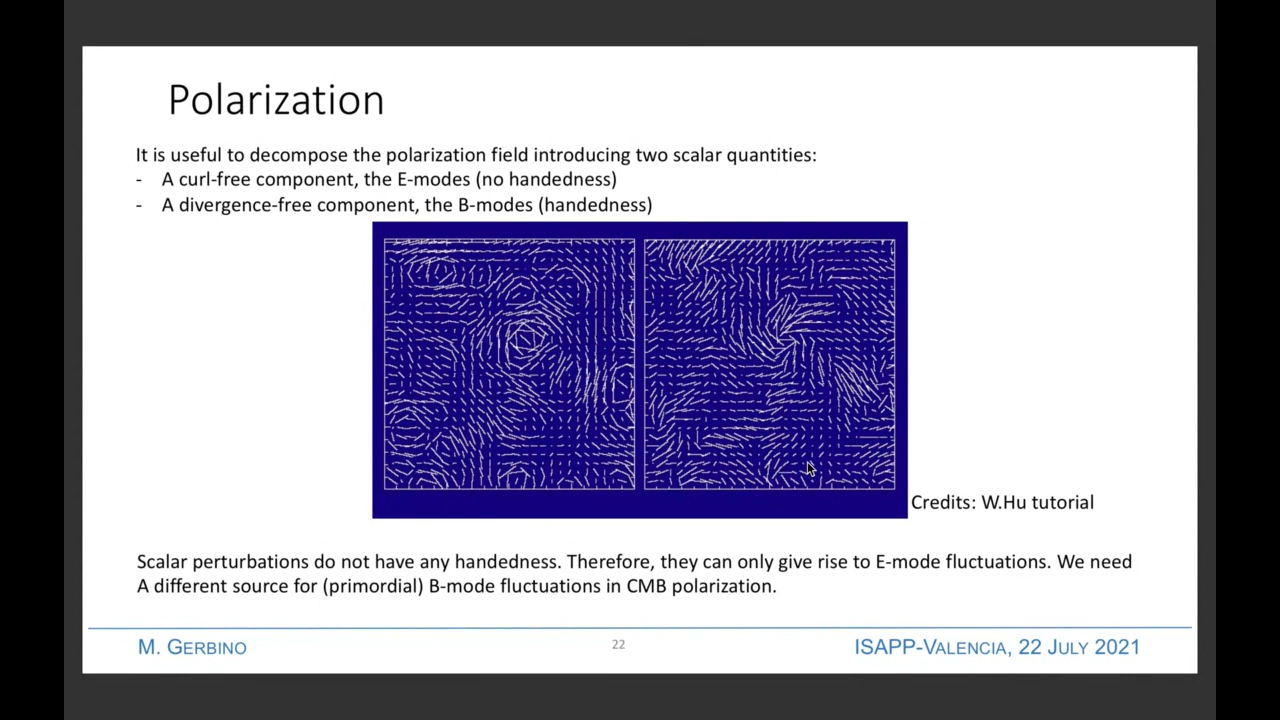 Polarization
It is useful to decompose the polarization field introducing two scalar quantities:
- A curl-free component, the E-modes (no handedness)
- A divergence-free component, the B-modes (handedness)
Credits: W.Hu tutorial
Scalar perturbations do not have any handedness. Therefore, they can only give rise to E-mode fluctuations. We need
A different source for (primordial) B-mode fluctuations in CMB polarization.
M. GERBINO
22
ISAPP-VALENCIA, 22 JULY 2021